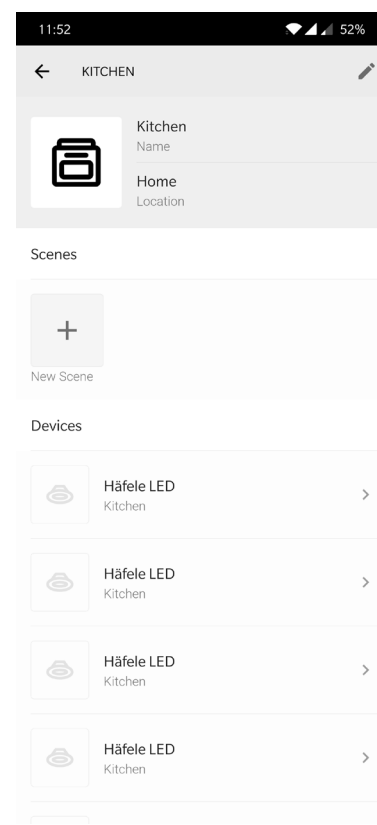 11:52
52%
KITCHEN
Kitchen
Name
Home
Location
Scenes
New Scene
Devices
Häfele LED
Kitchen
Häfele LED
Kitchen
Häfele LED
Kitchen
Häfele LED
Kitchen